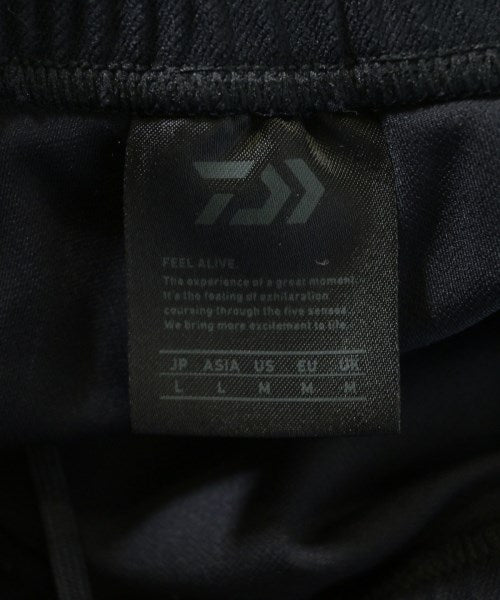 FEEL ALIVE.
The experience of a great moment.
It's the feeling of exhilaration
coursing through the five senses.
We bring more excitement to life.
JP ASIA US EU UK
L L M M M